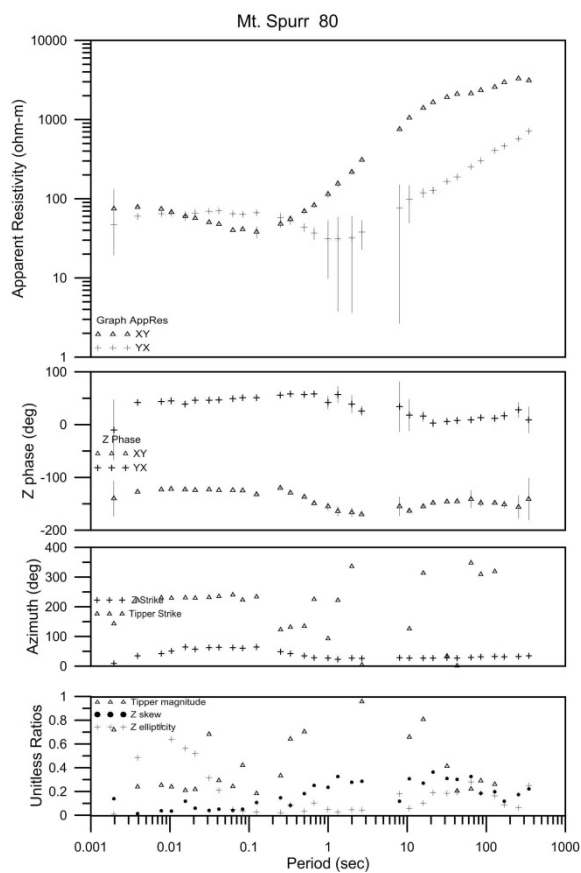 Mt. Spurr 80
10000
1000
100
10
1
Apparent Resistivity (ohm-m)
Graph AppRes
XY
YX
100
0
-100
-200
Z phase (deg)
Z Phase
XY
YX
400
300
200
100
0
Azimuth (deg)
Z Strike
Tipper Strike
1
0.8
0.6
0.4
0.2
0
Unitless Ratios
Tipper magnitude
Z skew
Z ellipticity
0.001 0.01 0.1 1 10 100 1000
Period (sec)